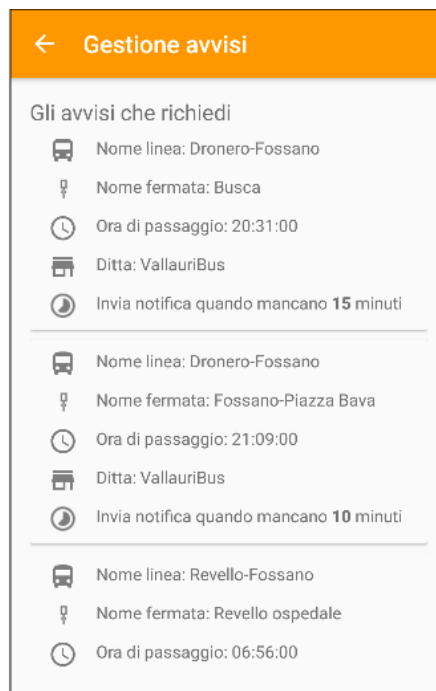 Gestione avvisi
Gli avvisi che richiedi
Nome linea: Dronero-Fossano
Nome fermata: Busca
Ora di passaggio: 20:31:00
Ditta: VallauriBus
Invia notifica quando mancano 15 minuti
Nome linea: Dronero-Fossano
Nome fermata: Fossano-Piazza Bava
Ora di passaggio: 21:09:00
Ditta: VallauriBus
Invia notifica quando mancano 10 minuti
Nome linea: Revello-Fossano
Nome fermata: Revello ospedale
Ora di passaggio: 06:56:00